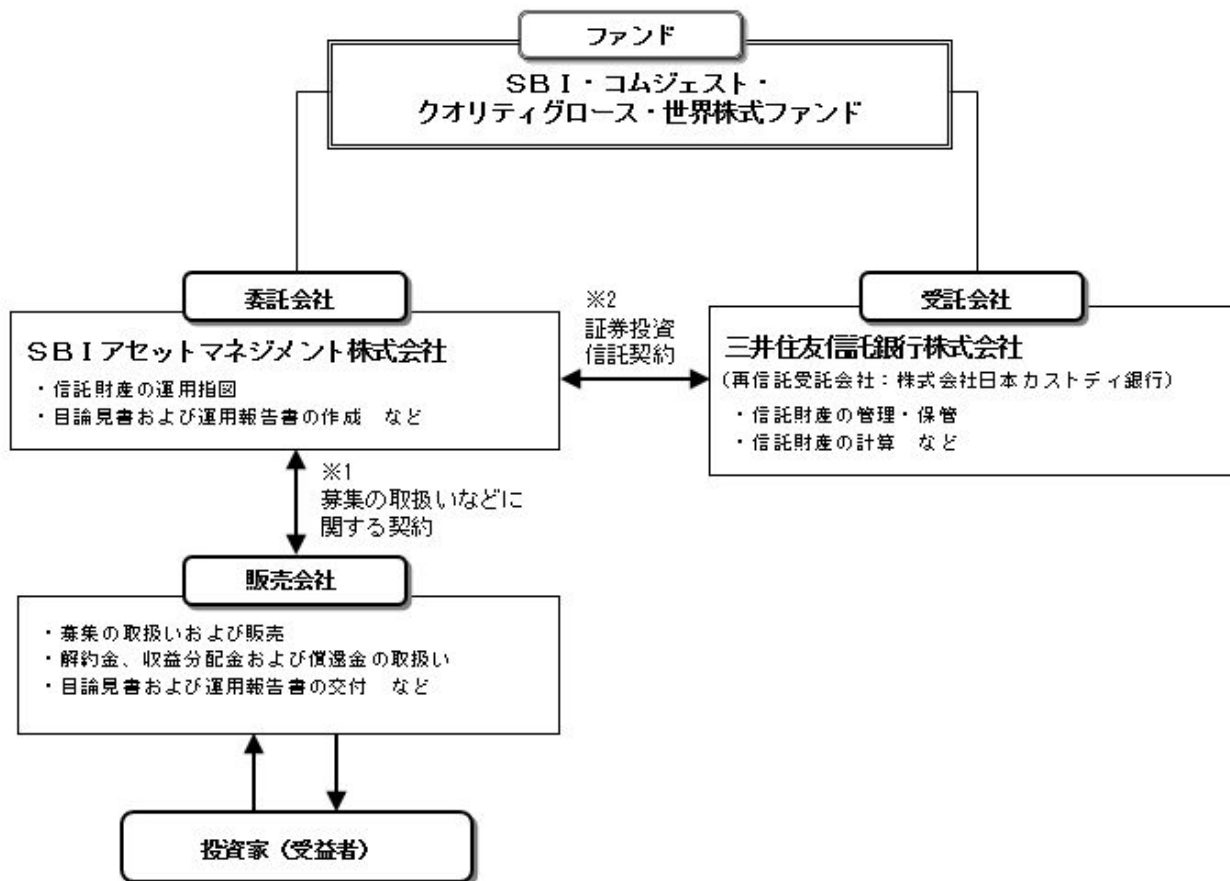 ファンド
SBI・コムジェスト・
クオリティグロース・世界株式ファンド
委託会社
SBIアセットマネジメント株式会社
・信託財産の運用指図
・目論見書および運用報告書の作成 など
※2
証券投資
信託契約
受託会社
三井住友信託銀行株式会社
(再信託受託会社:株式会社日本カストディ銀行)
・信託財産の管理・保管
・信託財産の計算 など
※1
募集の取扱いなどに
関する契約
販売会社
・募集の取扱いおよび販売
・解約金、収益分配金および償還金の取扱い
・目論見書および運用報告書の交付 など
投資家(受益者)